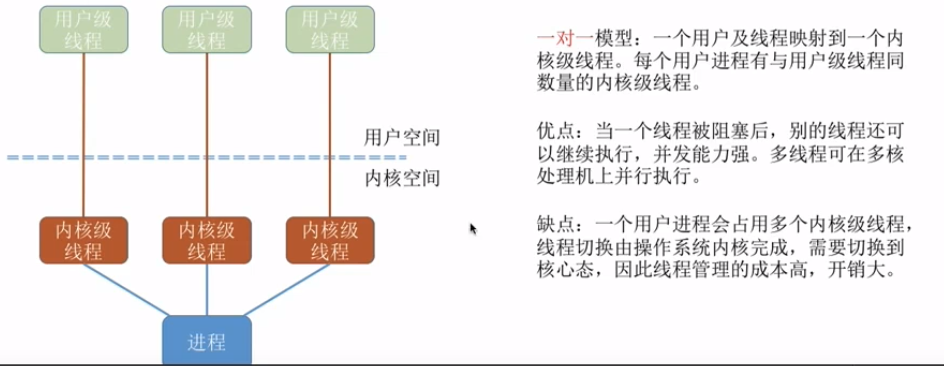 用户级
线程
用户级
线程
用户级
线程
用户空间
内核空间
内核级
线程
内核级
线程
内核级
线程
进程
一对一模型：一个用户及线程映射到一个内
核级线程。每个用户进程有与用户级线程同
数量的内核级线程。
优点：当一个线程被阻塞后，别的线程还可
以继续执行，并发能力强。多线程可在多核
处理机上并行执行。
缺点：一个用户进程会占用多个内核级线程，
线程切换由操作系统内核完成，需要切换到
核心态，因此线程管理的成本高，开销大。